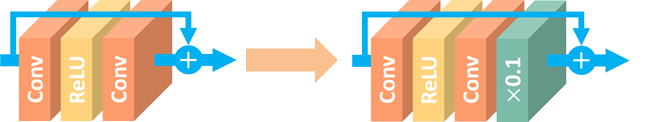 Conv
ReLU
Conv
+
Conv
ReLU
Conv
×0.1
+